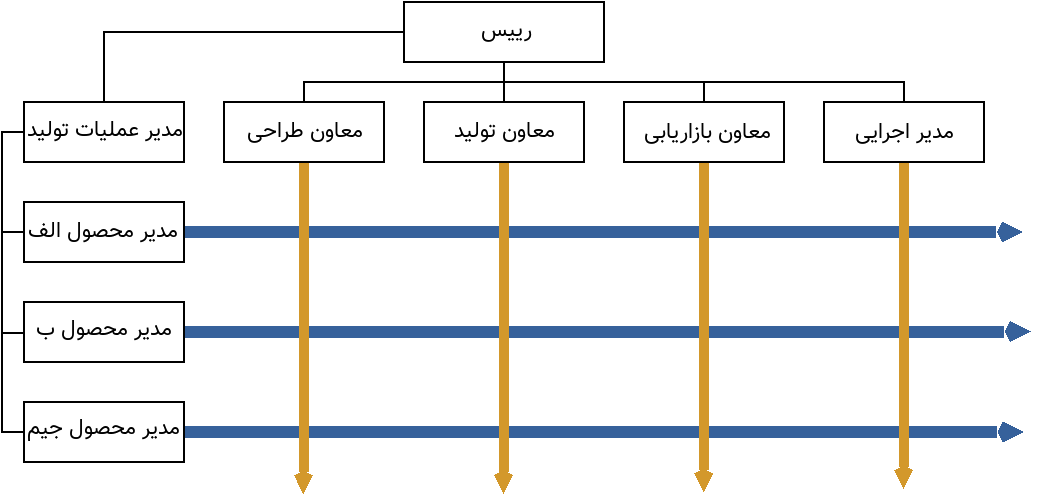 رییس
مدیر اجرایی
معاون بازاریابی
معاون تولید
معاون طراحی
مدیر عملیات تولید
مدیر محصول الف
مدیر محصول ب
مدیر محصول جیم